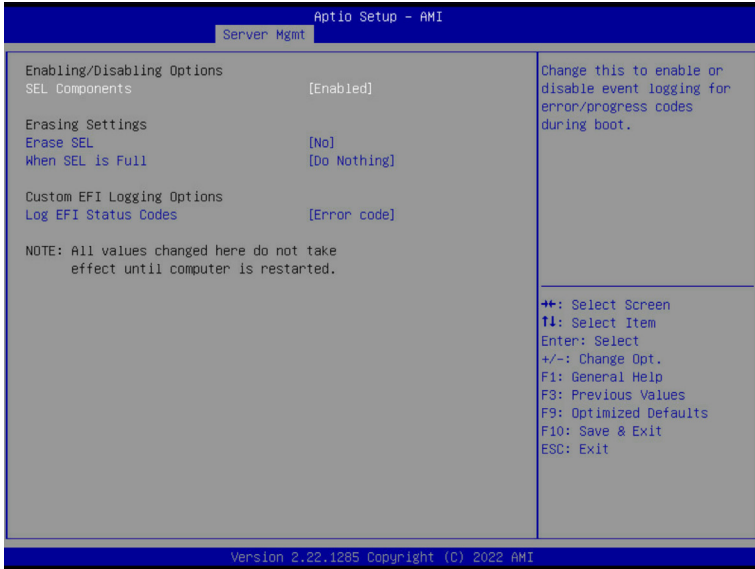 Aptio Setup – AMI
Server Mgmt
Enabling/Disabling Options
SEL Components [Enabled]
Erasing Settings
Erase SEL [No]
When SEL is Full [Do Nothing]
Custom EFI Logging Options
Log EFI Status Codes [Error code]
NOTE: All values changed here do not take
effect until computer is restarted.
Change this to enable or
disable event logging for
error/progress codes
during boot.
→←: Select Screen
↑↓: Select Item
Enter: Select
+/-: Change Opt.
F1: General Help
F3: Previous Values
F9: Optimized Defaults
F10: Save & Exit
ESC: Exit
Version 2.22.1285 Copyright (C) 2022 AMI